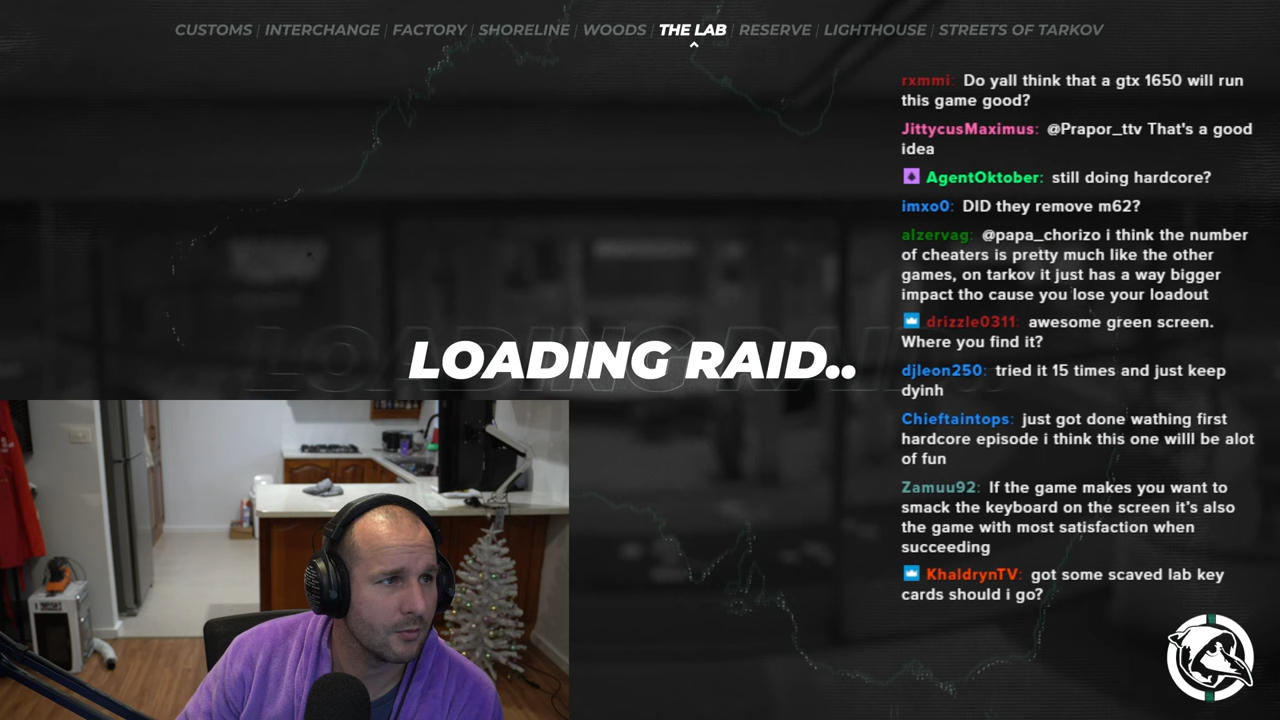 CUSTOMS | INTERCHANGE | FACTORY | SHORELINE | WOODS | THE LAB | RESERVE | LIGHTHOUSE | STREETS OF TARKOV
rxmmi: Do yall think that a gtx 1650 will run
this game good?
JittycusMaximus: @Prapor_ttv That's a good
idea
AgentOktober: still doing hardcore?
imxo0: DID they remove m62?
alzervag: @papa_chorizo i think the number
of cheaters is pretty much like the other
games, on tarkov it just has a way bigger
impact tho cause you lose your loadout
drizzle0311: awesome green screen.
Where you find it?
djleon250: tried it 15 times and just keep
dyinh
Chieftaintops: just got done wathing first
hardcore episode i think this one willl be alot
of fun
Zamuu92: If the game makes you want to
smack the keyboard on the screen it's also
the game with most satisfaction when
succeeding
KhaldrynTV: got some scaved lab key
cards should i go?
LOADING RAID..